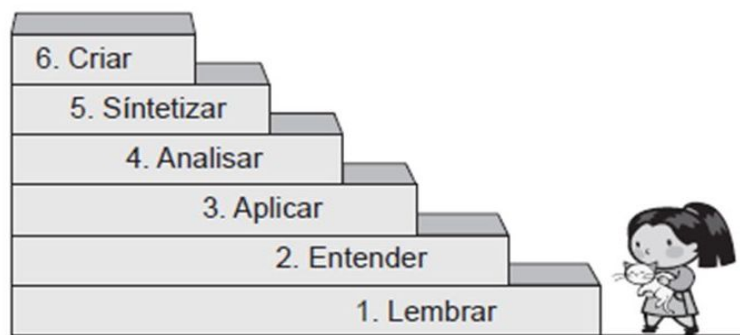 6. Criar
5. Síntetizar
4. Analisar
3. Aplicar
2. Entender
1. Lembrar